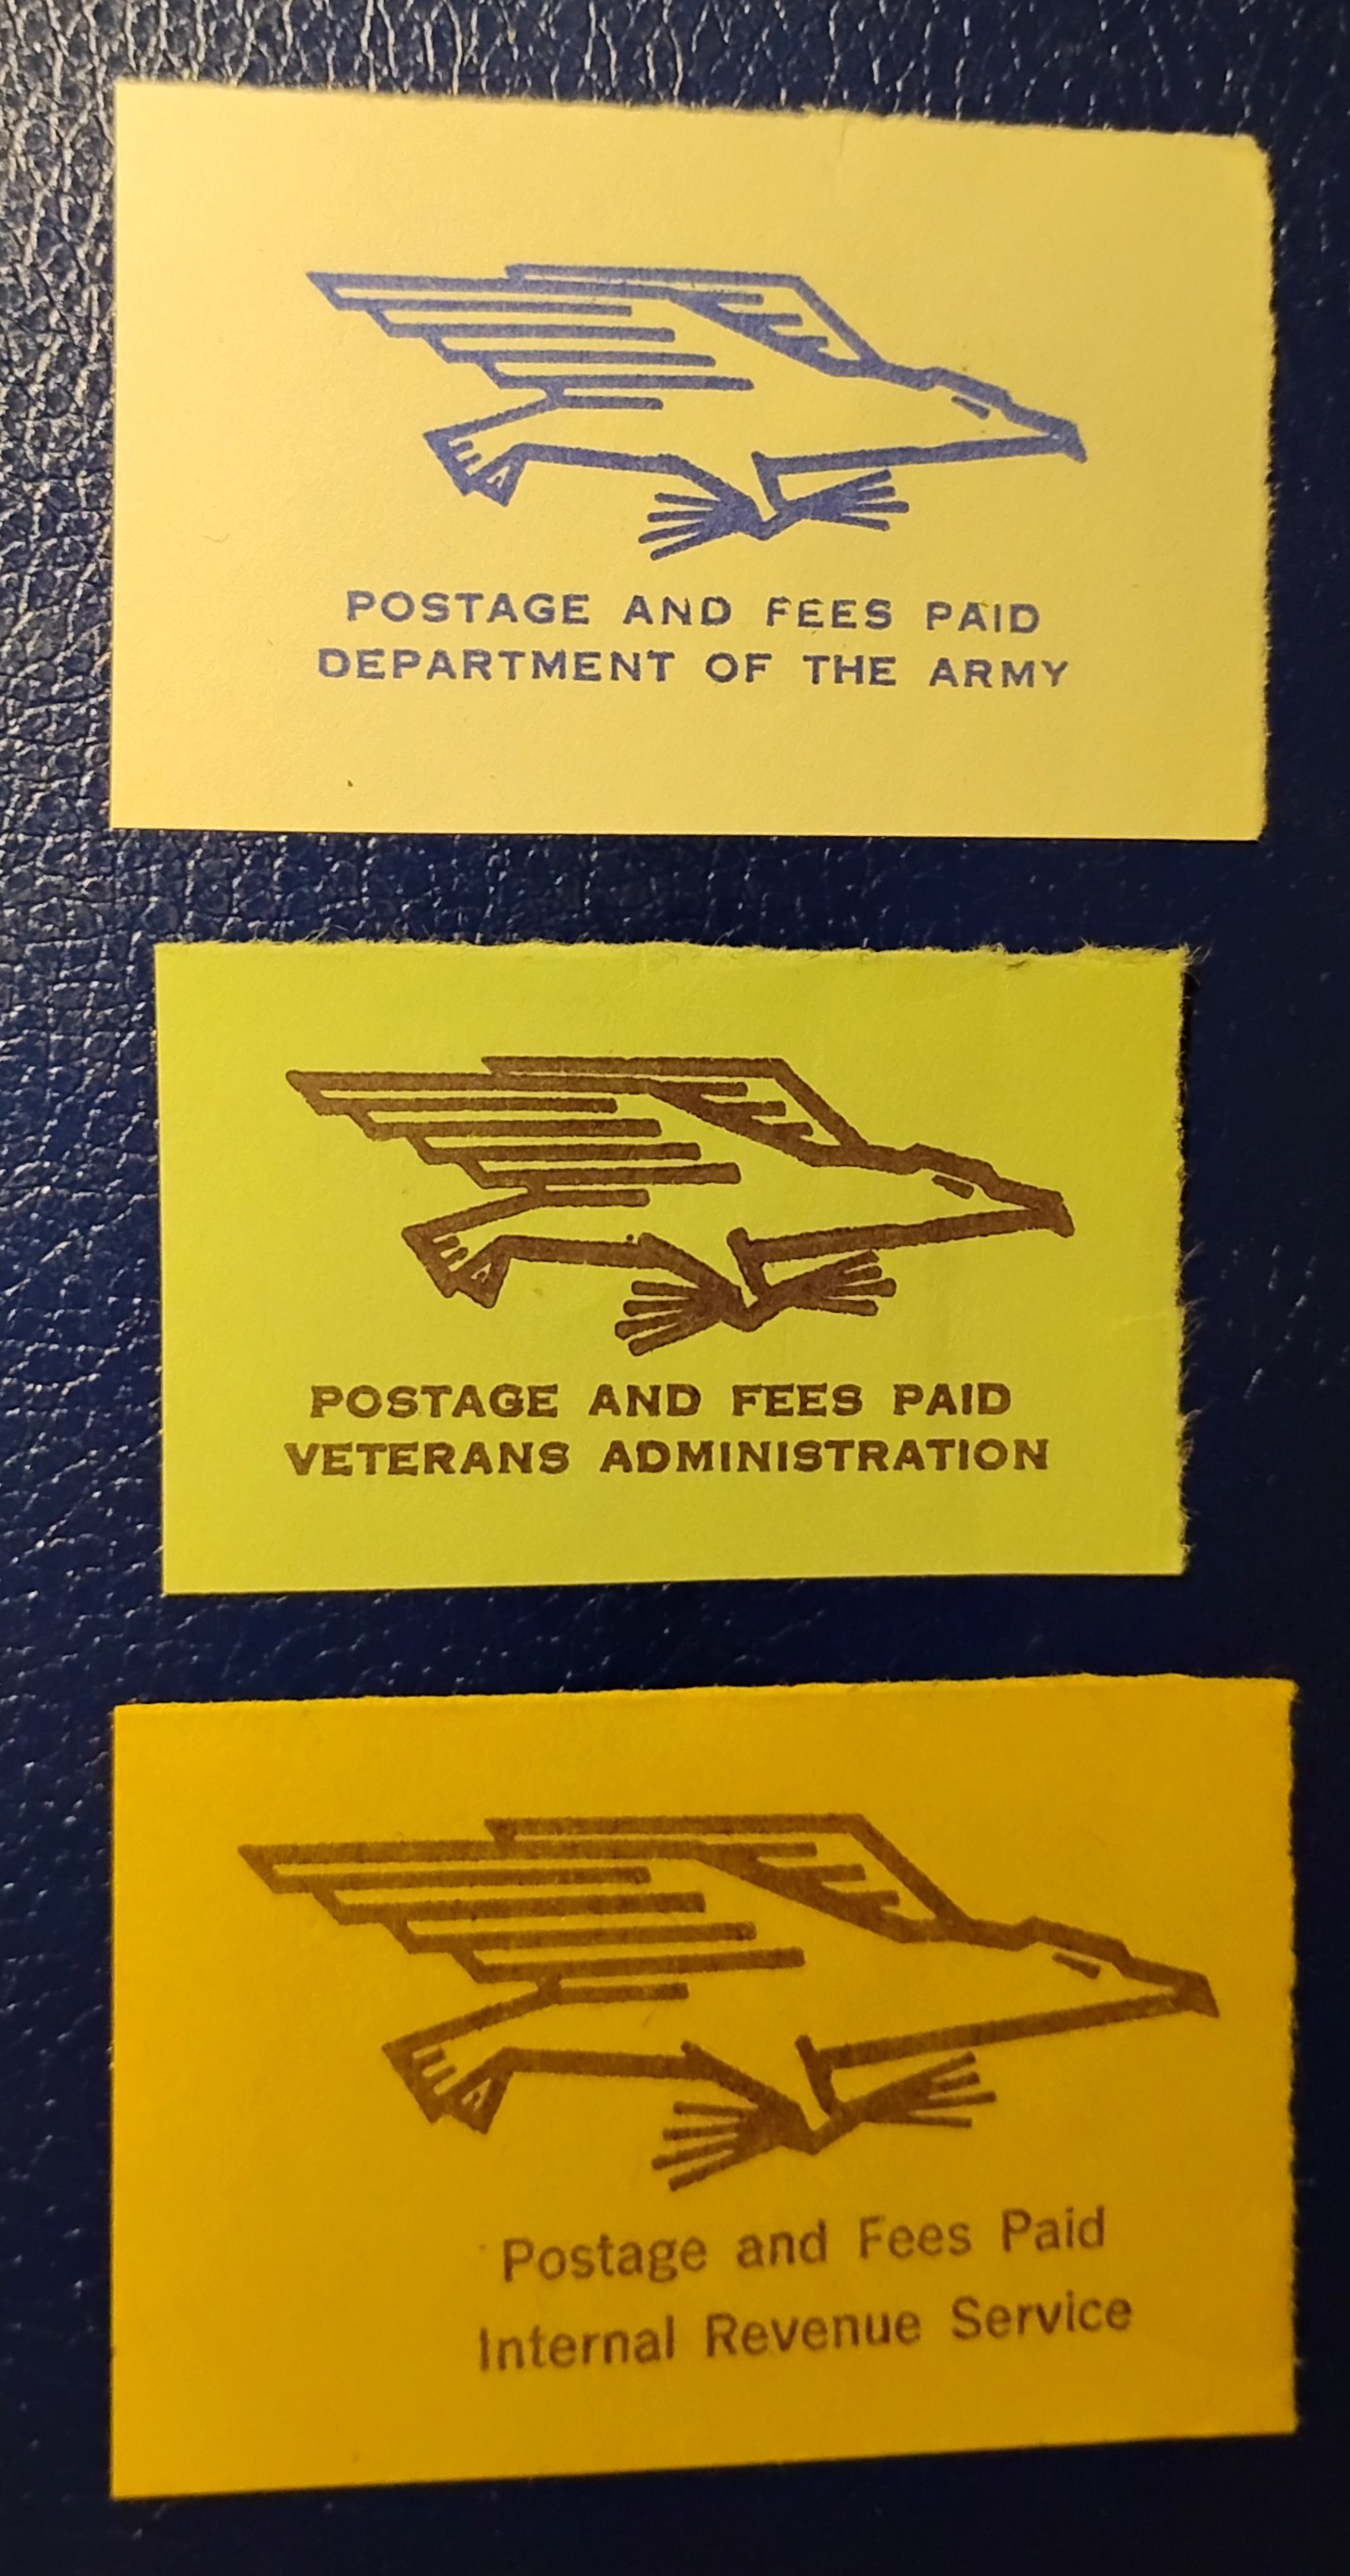 POSTAGE AND FEES PAID
DEPARTMENT OF THE ARMY
POSTAGE AND FEES PAID
VETERANS ADMINISTRATION
Postage and Fees Paid
Internal Revenue Service